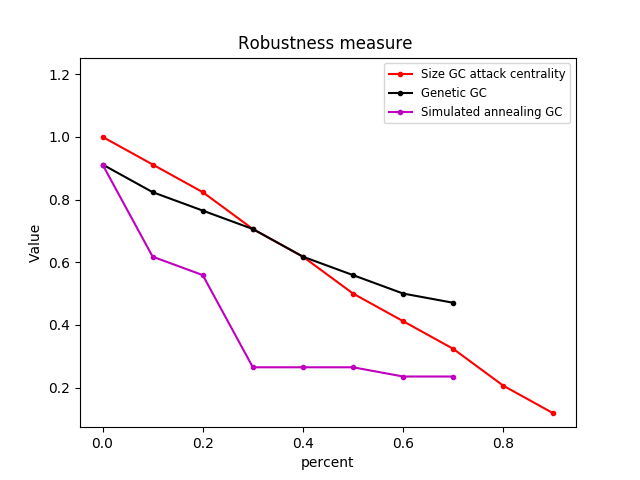 Robustness measure
Size GC attack centrality
Genetic GC
Simulated annealing GC
Value
1.2
1.0
0.8
0.6
0.4
0.2
0.0
0.2
0.4
0.6
0.8
percent